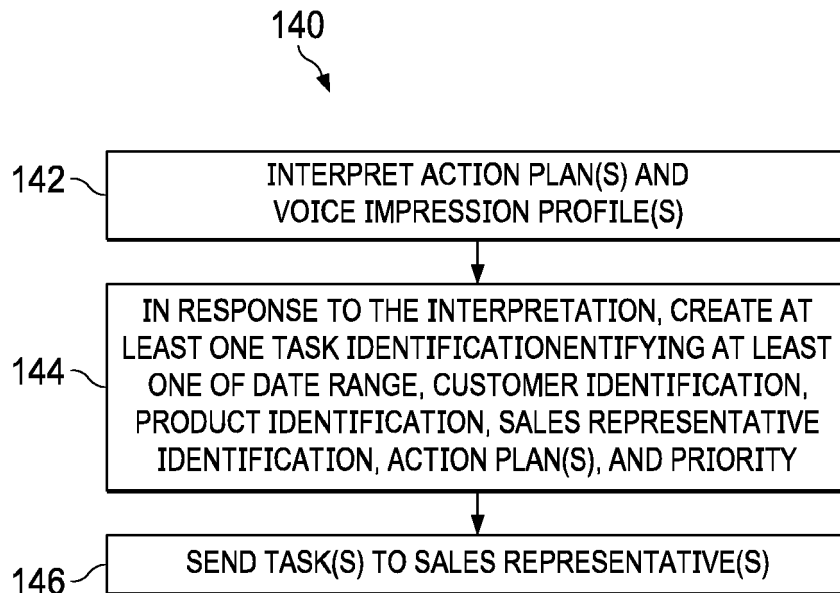 140
142
INTERPRET ACTION PLAN(S) AND
VOICE IMPRESSION PROFILE(S)
144
IN RESPONSE TO THE INTERPRETATION, CREATE AT
LEAST ONE TASK IDENTIFICATIONENTIFYING AT LEAST
ONE OF DATE RANGE, CUSTOMER IDENTIFICATION,
PRODUCT IDENTIFICATION, SALES REPRESENTATIVE
IDENTIFICATION, ACTION PLAN(S), AND PRIORITY
146
SEND TASK(S) TO SALES REPRESENTATIVE(S)